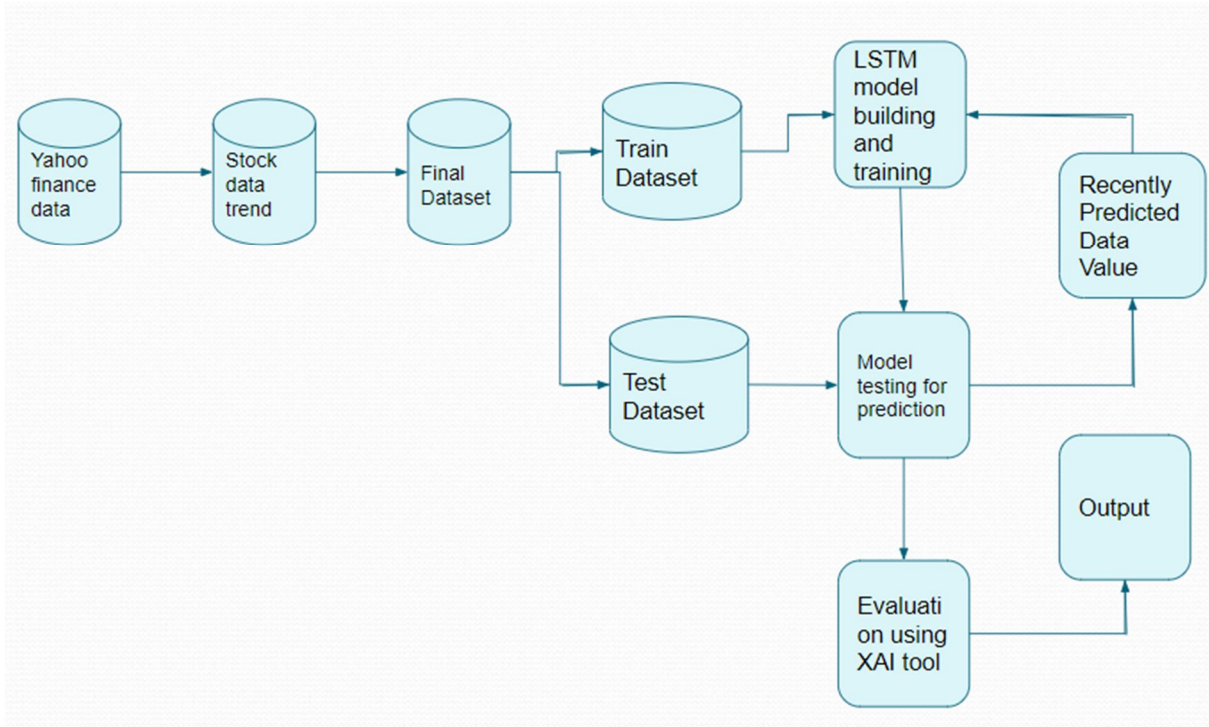 Yahoo
finance
data
Stock
data
trend
Final
Dataset
Train
Dataset
LSTM
model
building
and
training
Recently
Predicted
Data
Value
Test
Dataset
Model
testing for
prediction
Output
Evaluati
on using
XAI tool